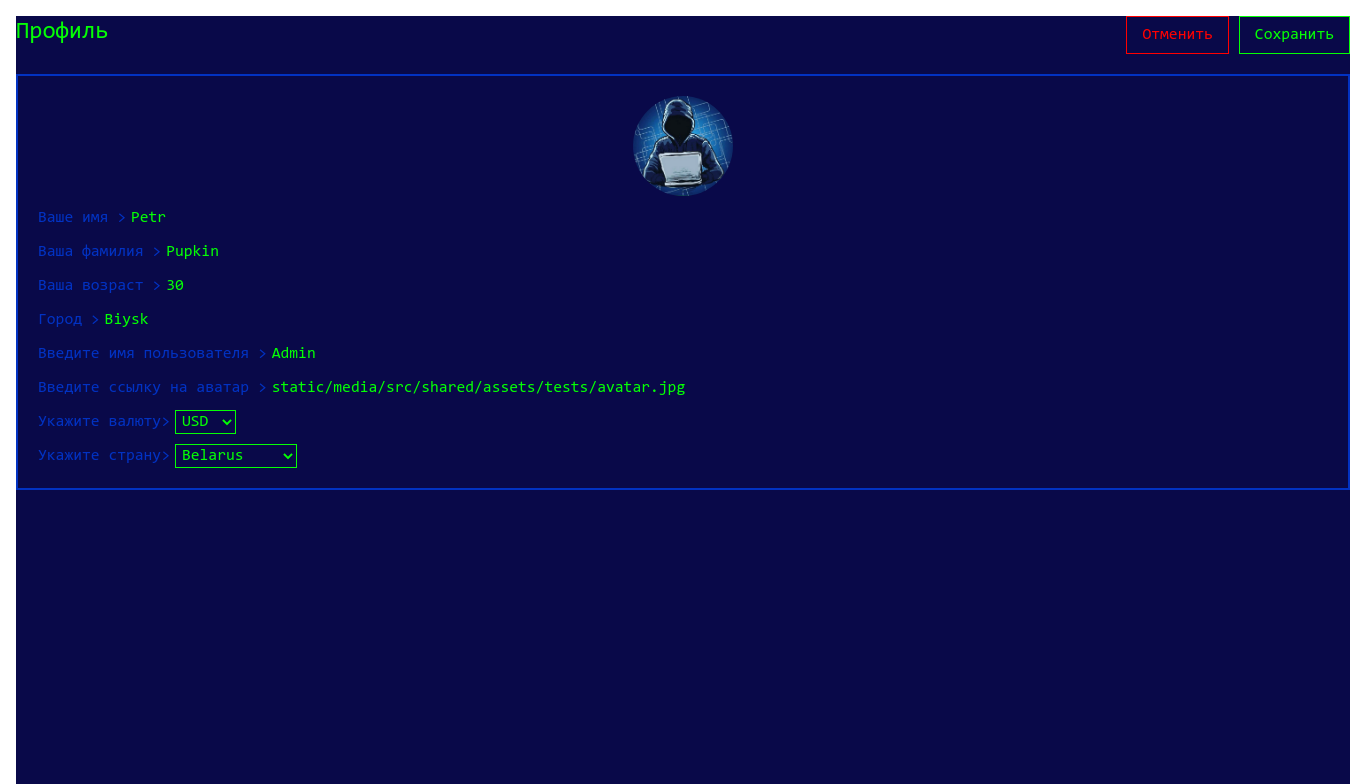 Профиль
Отменить
Сохранить
Ваше имя > Petr
Ваша фамилия > Pupkin
Ваша возраст > 30
Город > Biysk
Введите имя пользователя > Admin
Введите ссылку на аватар > static/media/src/shared/assets/tests/avatar.jpg
Укажите валюту> USD
Укажите страну> Belarus